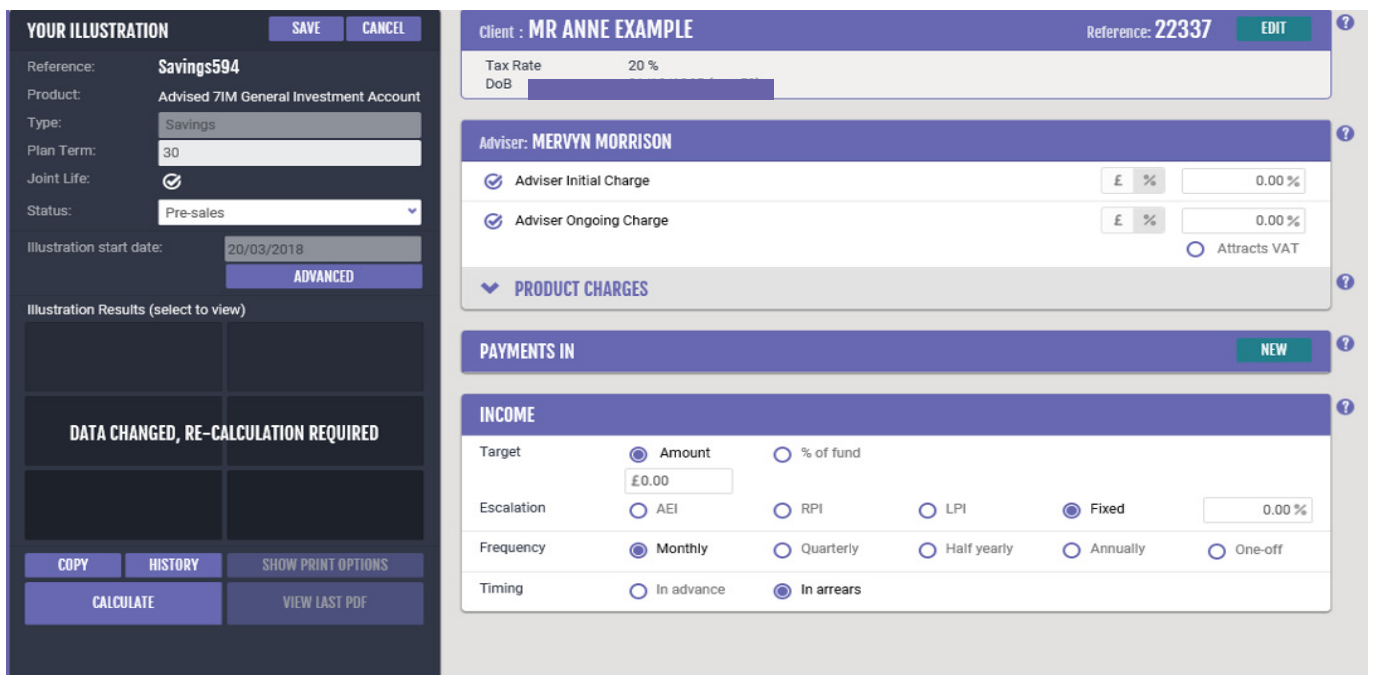 YOUR ILLUSTRATION
SAVE
CANCEL
Reference: Savings594
Product: Advised 7IM General Investment Account
Type: Savings
Plan Term: 30
Joint Life:
Status: Pre-sales
Illustration start date: 20/03/2018
ADVANCED
Illustration Results (select to view)
DATA CHANGED, RE-CALCULATION REQUIRED
COPY
HISTORY
SHOW PRINT OPTIONS
CALCULATE
VIEW LAST PDF
Client : MR ANNE EXAMPLE
Reference: 22337
EDIT
?
Tax Rate 20 %
DoB
Adviser: MERVYN MORRISON
?
Adviser Initial Charge £ % 0.00 %
Adviser Ongoing Charge £ % 0.00 %
Attracts VAT
PRODUCT CHARGES
?
PAYMENTS IN
NEW
?
INCOME
?
Target Amount % of fund
£0.00
Escalation AEI RPI LPI Fixed 0.00 %
Frequency Monthly Quarterly Half yearly Annually One-off
Timing In advance In arrears